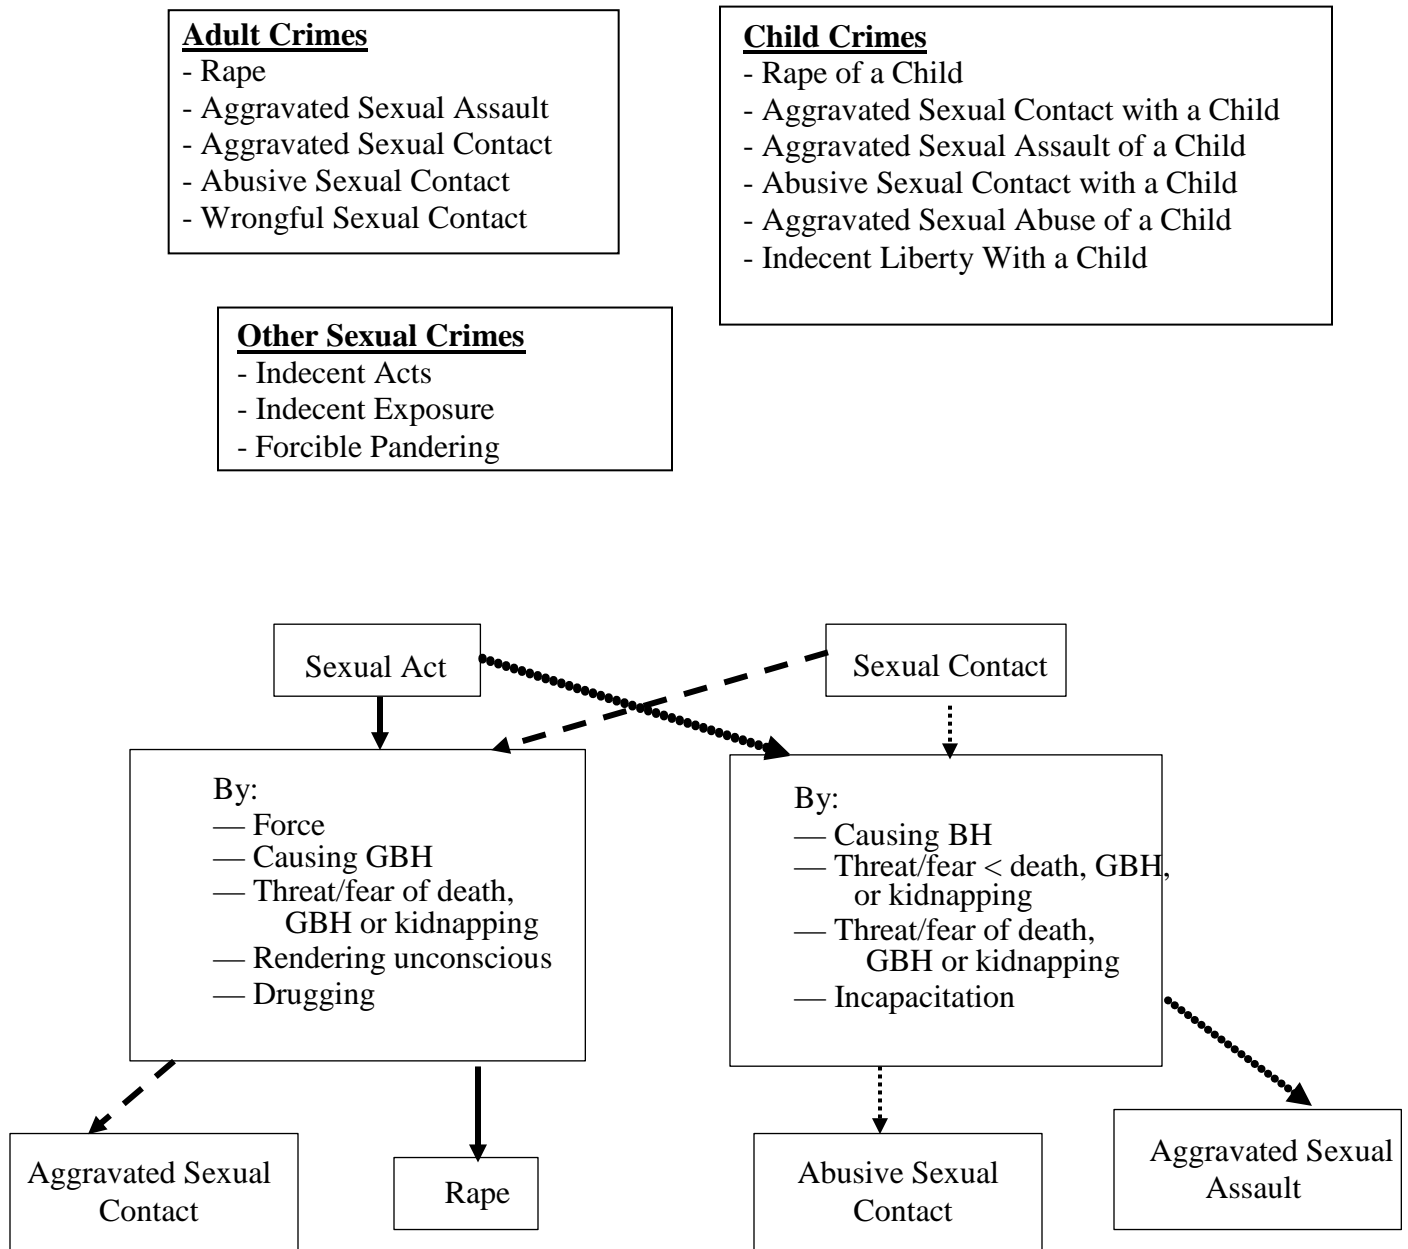 Adult Crimes
- Rape
- Aggravated Sexual Assault
- Aggravated Sexual Contact
- Abusive Sexual Contact
- Wrongful Sexual Contact
Child Crimes
- Rape of a Child
- Aggravated Sexual Contact with a Child
- Aggravated Sexual Assault of a Child
- Abusive Sexual Contact with a Child
- Aggravated Sexual Abuse of a Child
- Indecent Liberty With a Child
Other Sexual Crimes
- Indecent Acts
- Indecent Exposure
- Forcible Pandering
Sexual Act
Sexual Contact
By:
— Force
— Causing GBH
— Threat/fear of death,
GBH or kidnapping
— Rendering unconscious
— Drugging
By:
— Causing BH
— Threat/fear < death, GBH,
or kidnapping
— Threat/fear of death,
GBH or kidnapping
— Incapacitation
Aggravated Sexual
Contact
Rape
Abusive Sexual
Contact
Aggravated Sexual
Assault